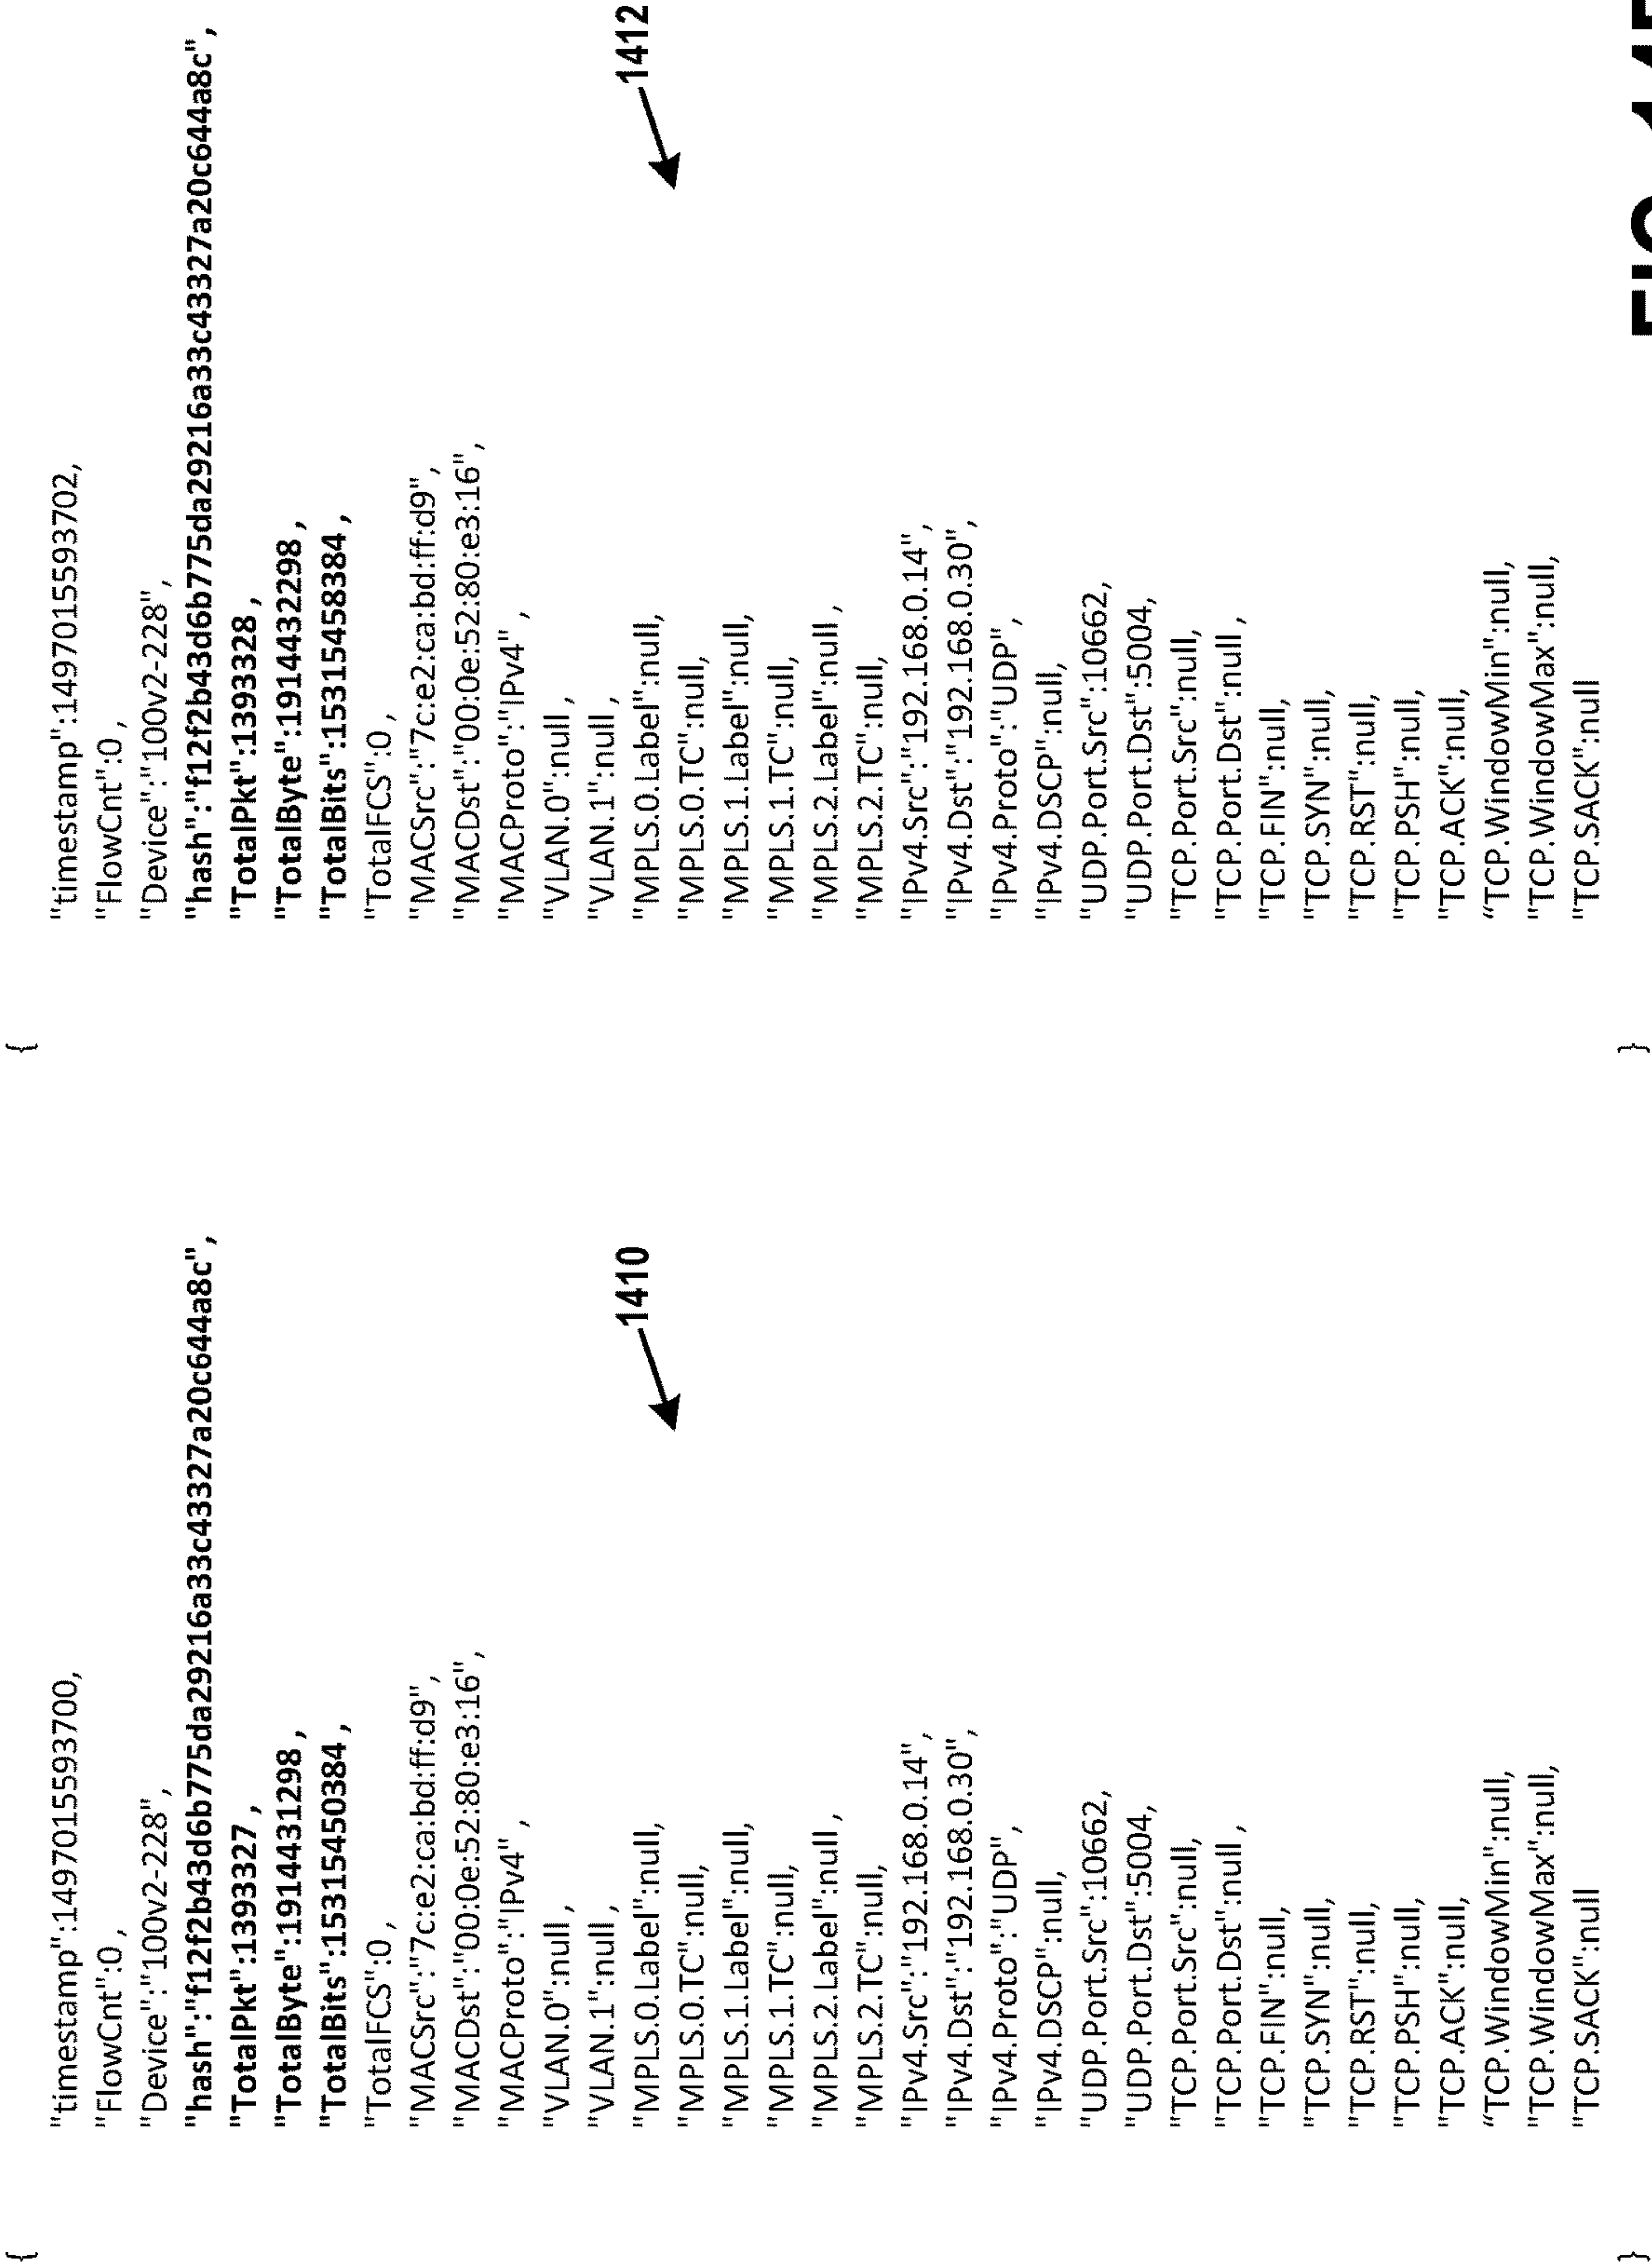 {
"timestamp":1497015593700,
"FlowCnt":0,
"Device":"100v2-228",
"hash":"f12f2b43d6b775da29216a33c43327a20c644a8c",
"TotalPkt":1393327,
"TotalByte":1914431298,
"TotalBits":15315450384,
"TotalFCS":0,
"MACSrc":"7c:e2:ca:bd:ff:d9",
"MACDst":"00:0e:52:80:e3:16",
"MACProto":"IPv4",
"VLAN.0":null,
"VLAN.1":null,
"MPLS.0.Label":null,
1410
"MPLS.0.TC":null,
"MPLS.1.Label":null,
"MPLS.1.TC":null,
"MPLS.2.Label":null,
"MPLS.2.TC":null,
"IPv4.Src":"192.168.0.14",
"IPv4.Dst":"192.168.0.30",
"IPv4.Proto":"UDP",
"IPv4.DSCP":null,
"UDP.Port.Src":10662,
"UDP.Port.Dst":5004,
"TCP.Port.Src":null,
"TCP.Port.Dst":null,
"TCP.FIN":null,
"TCP.SYN":null,
"TCP.RST":null,
"TCP.PSH":null,
"TCP.ACK":null,
“TCP.WindowMin":null,
"TCP.WindowMax":null,
"TCP.SACK":null
}
{
"timestamp":1497015593702,
"FlowCnt":0,
"Device":"100v2-228",
"hash":"f12f2b43d6b775da29216a33c43327a20c644a8c",
"TotalPkt":1393328,
"TotalByte":1914432298,
"TotalBits":15315458384,
"TotalFCS":0,
"MACSrc":"7c:e2:ca:bd:ff:d9",
"MACDst":"00:0e:52:80:e3:16",
"MACProto":"IPv4",
"VLAN.0":null,
"VLAN.1":null,
"MPLS.0.Label":null,
1412
"MPLS.0.TC":null,
"MPLS.1.Label":null,
"MPLS.1.TC":null,
"MPLS.2.Label":null,
"MPLS.2.TC":null,
"IPv4.Src":"192.168.0.14",
"IPv4.Dst":"192.168.0.30",
"IPv4.Proto":"UDP",
"IPv4.DSCP":null,
"UDP.Port.Src":10662,
"UDP.Port.Dst":5004,
"TCP.Port.Src":null,
"TCP.Port.Dst":null,
"TCP.FIN":null,
"TCP.SYN":null,
"TCP.RST":null,
"TCP.PSH":null,
"TCP.ACK":null,
“TCP.WindowMin":null,
"TCP.WindowMax":null,
"TCP.SACK":null
}